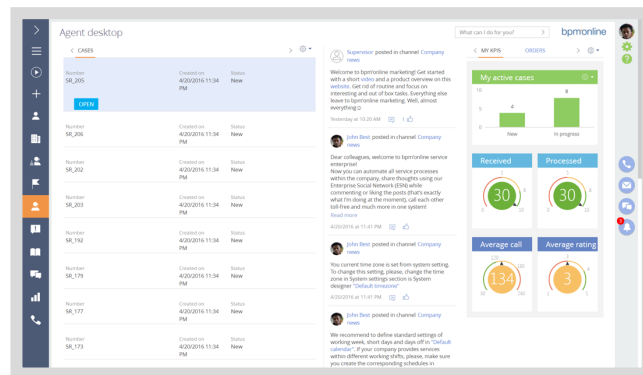 Agent desktop
What can I do for you?
bpmonline
CASES
Number
SR_205
Created on
4/20/2016 11:34
PM
Status
New
OPEN
Number
SR_206
Created on
4/20/2016 11:34
PM
Status
New
Number
SR_202
Created on
4/20/2016 11:34
PM
Status
New
Number
SR_203
Created on
4/20/2016 11:34
PM
Status
New
Number
SR_192
Created on
4/20/2016 11:34
PM
Status
New
Number
SR_179
Created on
4/20/2016 11:34
PM
Status
New
Number
SR_177
Created on
4/20/2016 11:34
PM
Status
New
Number
SR_173
Created on
4/20/2016 11:34
PM
Status
New
Supervisor posted in channel Company
news
Welcome to bpm'online marketing! Get started
with a short video and a product overview on this
website. Get rid of routine and focus on
interesting and out of box tasks. Everything else
leave to bpm'online marketing. Well, almost
everything
Yesterday at 10:20 AM
1
John Best posted in channel Company
news
Dear colleagues, welcome to bpm'online service
enterprise!
Now you can automate all service processes
within the company, share thoughts using our
Enterprise Social Network (ESN) while
commenting or liking the posts (that's exactly
what I'm doing at the moment), call each other
toll-free and much more in one system!
Read more
4/20/2016 at 11:41 PM
John Best posted in channel Company
news
You current time zone is set from system setting.
To change this setting, please, change the time
zone in System settings section is System
designer "Default timezone"
4/20/2016 at 11:41 PM
John Best posted in channel Company
news
We recommend to define standard settings of
working week, short days and days off in "Default
calendar". If your company provides services
within different working shifts, please, make sure
you create the corresponding schedules in
MY KPIS
ORDERS
My active cases
10
5
0
4
8
New
In progress
Received
30
Processed
30
Average call
134
Average rating
3